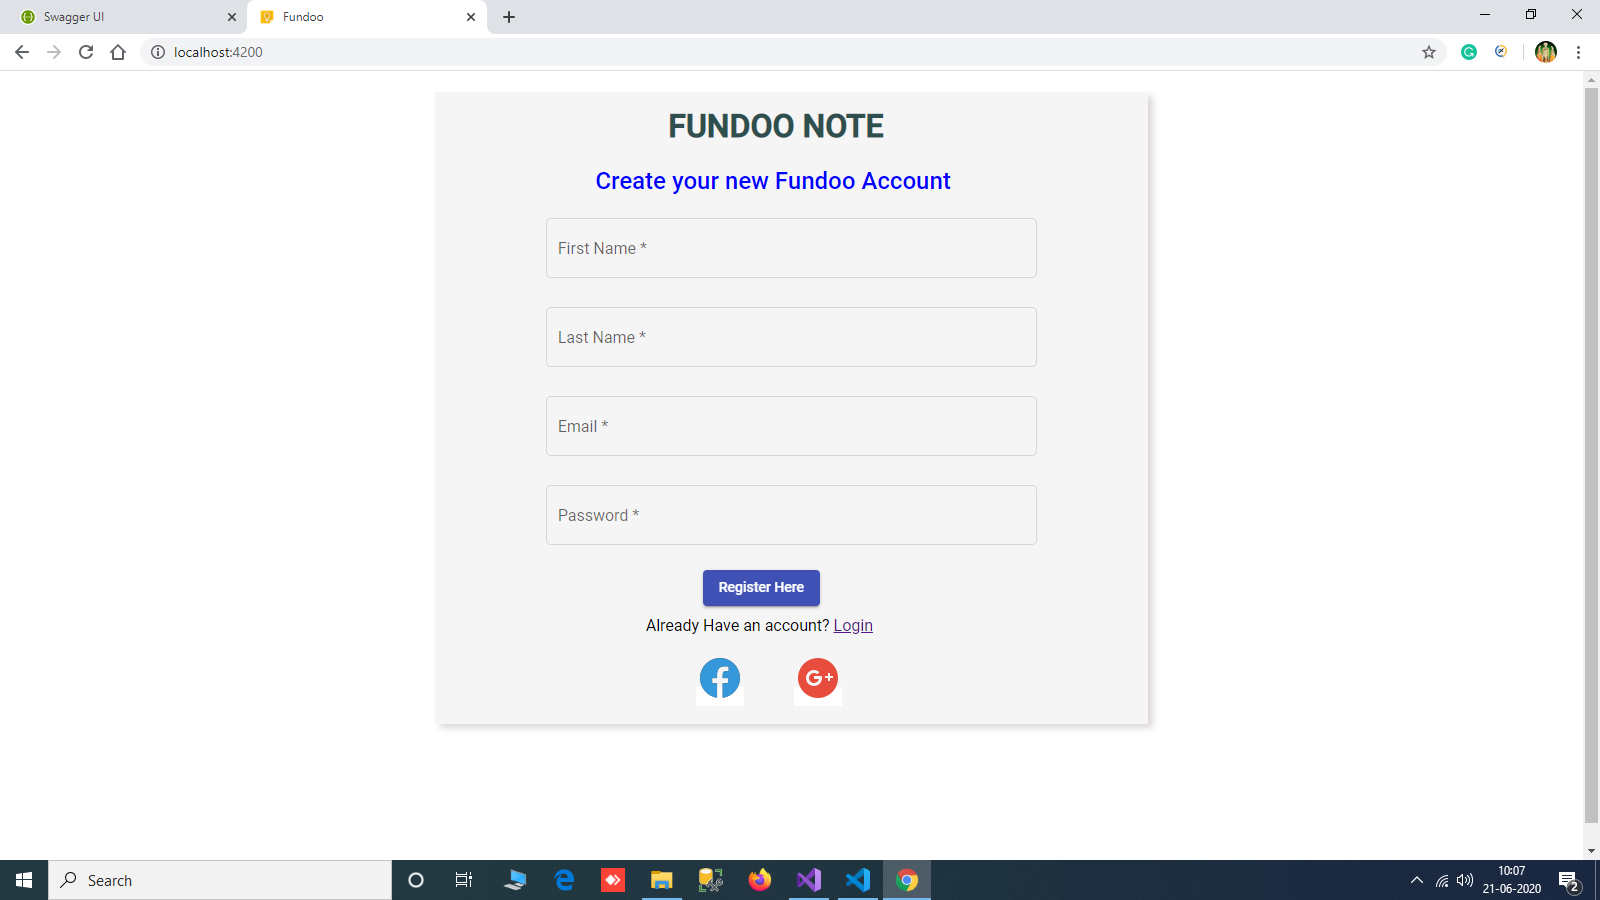 Swagger UI
Fundoo
localhost:4200
FUNDOO NOTE
Create your new Fundoo Account
First Name *
Last Name *
Email *
Password *
Register Here
Already Have an account? Login
G+
Search
10:07
21-06-2020
2